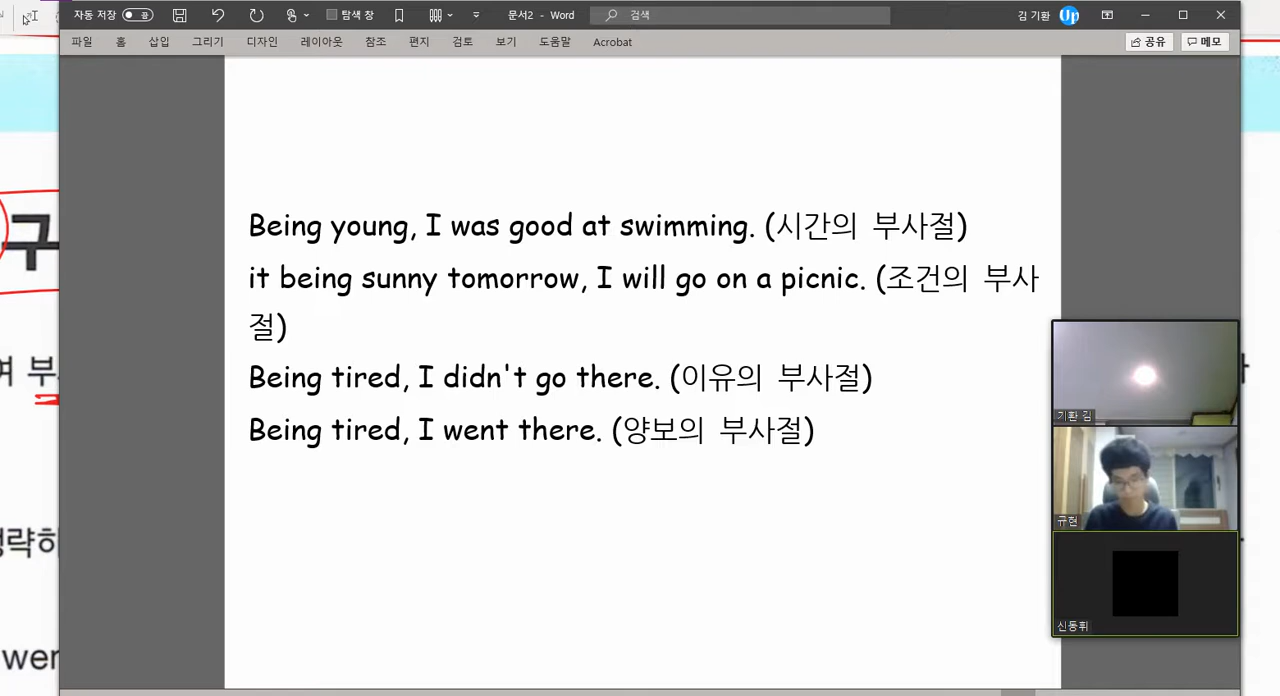 자동 저장 끔 탐색 창 문서2 - Word 검색 김 기환 Up
파일 홈 삽입 그리기 디자인 레이아웃 참조 편지 검토 보기 도움말 Acrobat 공유 메모
구
Being young, I was good at swimming. (시간의 부사절)
it being sunny tomorrow, I will go on a picnic. (조건의 부사
절)
Being tired, I didn't go there. (이유의 부사절)
Being tired, I went there. (양보의 부사절)
기환 김
규현
신동휘